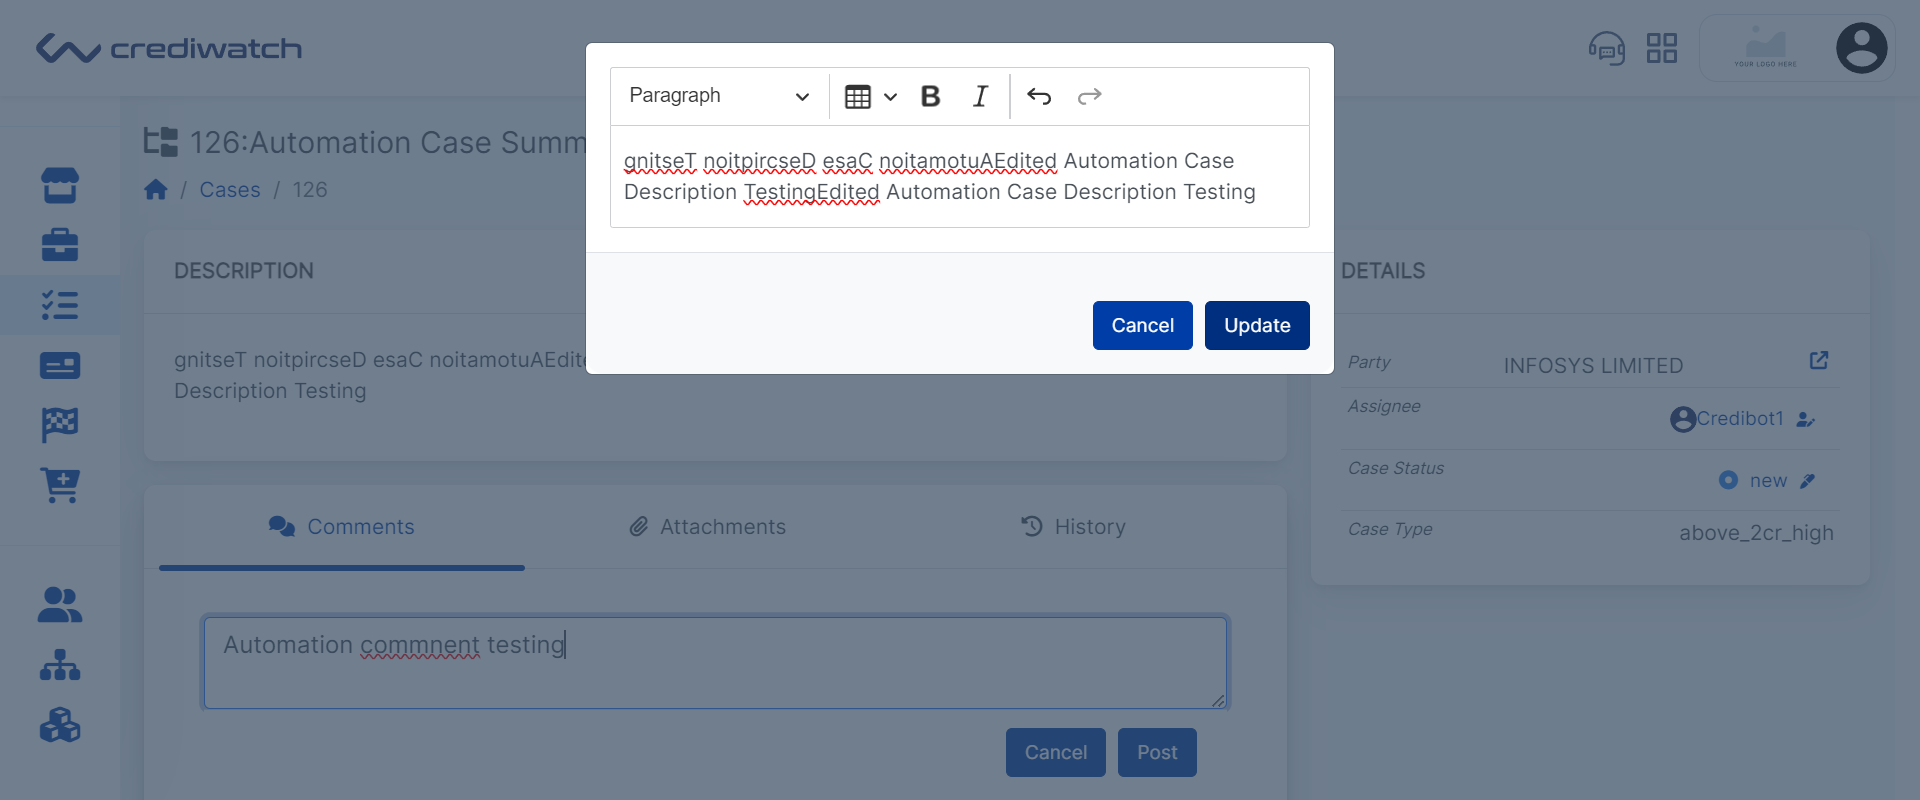 crediwatch
YOUR LOGO HERE
126:Automation Case Summ
/ Cases / 126
Paragraph
B I
gnitseT noitpircseD esaC noitamotuAEdited Automation Case
Description TestingEdited Automation Case Description Testing
Cancel
Update
DESCRIPTION
gnitseT noitpircseD esaC noitamotuAEdite
Description Testing
DETAILS
Party
INFOSYS LIMITED
Assignee
Credibot1
Case Status
new
Case Type
above_2cr_high
Comments
Attachments
History
Automation commnent testing
Cancel
Post